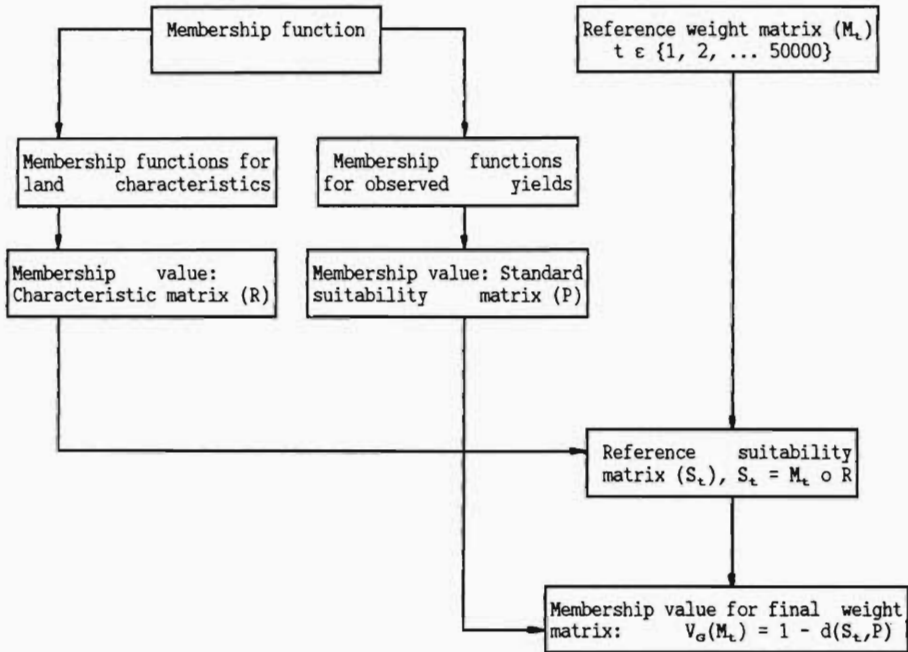 Membership function
Reference weight matrix (Mₜ)
t ε {1, 2, ... 50000}
Membership functions for
land characteristics
Membership functions
for observed yields
Membership value:
Characteristic matrix (R)
Membership value: Standard
suitability matrix (P)
Reference suitability
matrix (Sₜ), Sₜ = Mₜ o R
Membership value for final weight
matrix: V_G(Mₜ) = 1 - d(Sₜ,P)